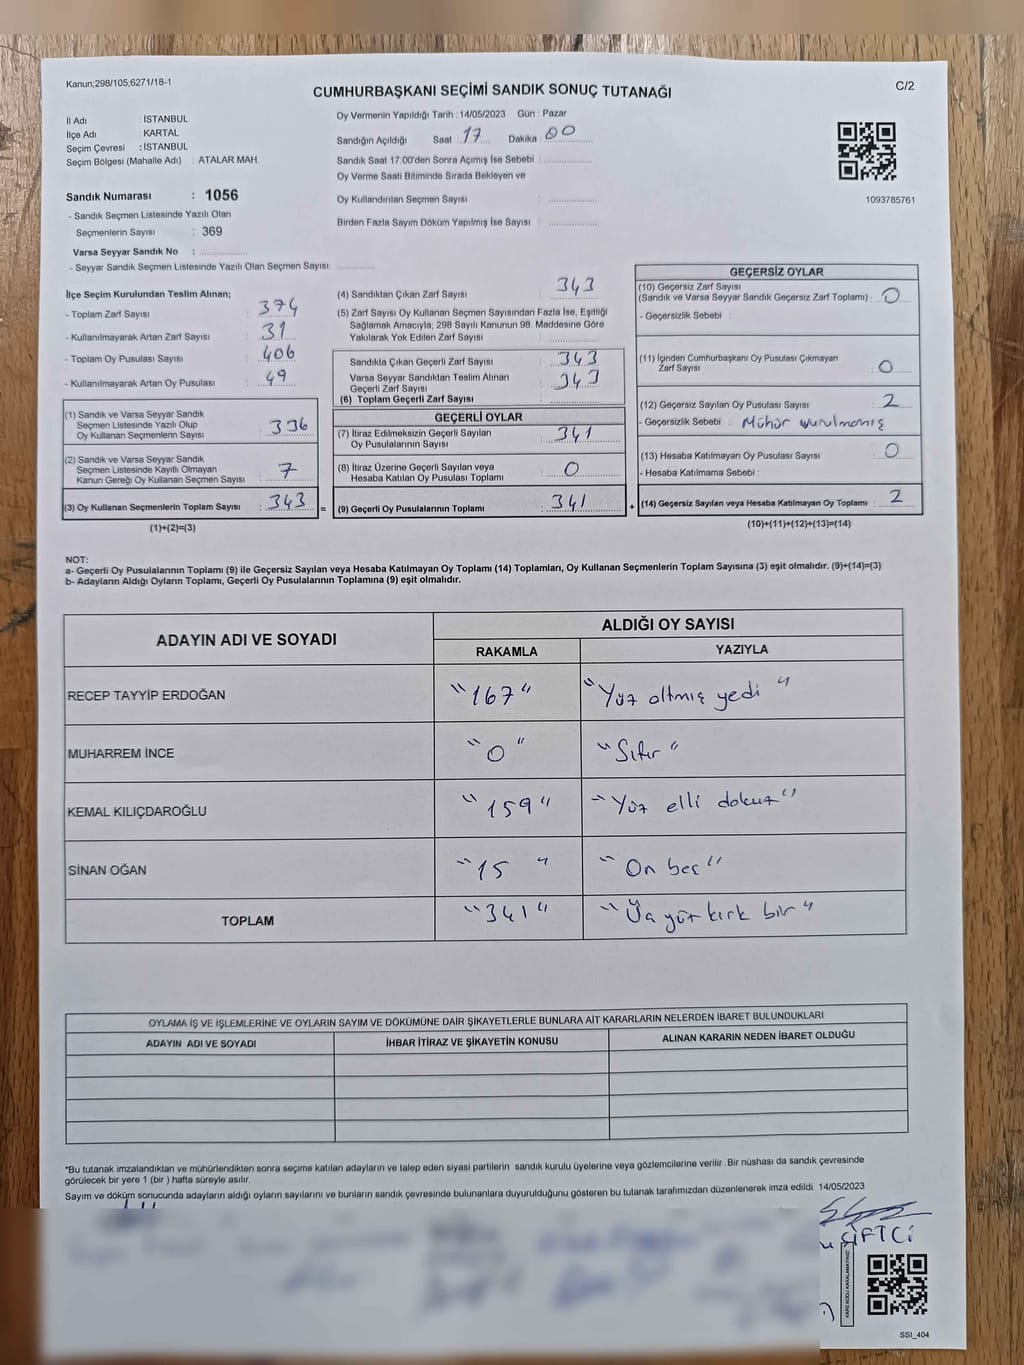 Kanun;298/105;6271/18-1
CUMHURBAŞKANI SEÇİMİ SANDIK SONUÇ TUTANAĞI
C/2
İl Adı : İSTANBUL
İlçe Adı : KARTAL
Seçim Çevresi : İSTANBUL
Seçim Bölgesi (Mahalle Adı) : ATALAR MAH.
Sandık Numarası : 1056
- Sandık Seçmen Listesinde Yazılı Olan
Seçmenlerin Sayısı : 369
Varsa Seyyar Sandık No :
- Seyyar Sandık Seçmen Listesinde Yazılı Olan Seçmen Sayısı:
Oy Vermenin Yapıldığı Tarih : 14/05/2023 Gün : Pazar
Sandığın Açıldığı Saat : 17 Dakika : 00
Sandık Saat 17.00'den Sonra Açımış İse Sebebi :
Oy Verme Saati Bitiminde Sırada Bekleyen ve
Oy Kullandırılan Seçmen Sayısı :
Birden Fazla Sayım Döküm Yapılmış İse Sayısı :
1093785761
İlçe Seçim Kurulundan Teslim Alınan;
- Toplam Zarf Sayısı : 374
- Kullanılmayarak Artan Zarf Sayısı : 31
- Toplam Oy Pusulası Sayısı : 406
- Kullanılmayarak Artan Oy Pusulası : 49
(1) Sandık ve Varsa Seyyar Sandık
Seçmen Listesinde Yazılı Olup
Oy Kullanan Seçmenlerin Sayısı : 336
(2) Sandık ve Varsa Seyyar Sandık
Seçmen Listesinde Kayıtlı Olmayan
Kanun Gereği Oy Kullanan Seçmen Sayısı : 7
(3) Oy Kullanan Seçmenlerin Toplam Sayısı : 343 =
(1)+(2)=(3)
(4) Sandıktan Çıkan Zarf Sayısı : 343
(5) Zarf Sayısı Oy Kullanan Seçmen Sayısından Fazla İse, Eşitliği
Sağlamak Amacıyla; 298 Sayılı Kanunun 98. Maddesine Göre
Yakılarak Yok Edilen Zarf Sayısı :
Sandıkta Çıkan Geçerli Zarf Sayısı : 343
Varsa Seyyar Sandıktan Teslim Alınan
Geçerli Zarf Sayısı : 343
(6) Toplam Geçerli Zarf Sayısı :
GEÇERLİ OYLAR
(7) İtiraz Edilmeksizin Geçerli Sayılan
Oy Pusulalarının Sayısı : 341
(8) İtiraz Üzerine Geçerli Sayılan veya
Hesaba Katılan Oy Pusulası Toplamı : 0
(9) Geçerli Oy Pusulalarının Toplamı : 341 +
GEÇERSİZ OYLAR
(10) Geçersiz Zarf Sayısı
(Sandık ve Varsa Seyyar Sandık Geçersiz Zarf Toplamı) : 0
- Geçersizlik Sebebi :
(11) İçinden Cumhurbaşkanı Oy Pusulası Çıkmayan
Zarf Sayısı : 0
(12) Geçersiz Sayılan Oy Pusulası Sayısı : 2
- Geçersizlik Sebebi : Mühür vurulmamış
(13) Hesaba Katılmayan Oy Pusulası Sayısı : 0
- Hesaba Katılmama Sebebi :
(14) Geçersiz Sayılan veya Hesaba Katılmayan Oy Toplamı : 2
(10)+(11)+(12)+(13)=(14)
NOT:
a- Geçerli Oy Pusulalarının Toplamı (9) ile Geçersiz Sayılan veya Hesaba Katılmayan Oy Toplamı (14) Toplamları, Oy Kullanan Seçmenlerin Toplam Sayısına (3) eşit olmalıdır. (9)+(14)=(3)
b- Adayların Aldığı Oyların Toplamı, Geçerli Oy Pusulalarının Toplamına (9) eşit olmalıdır.
ADAYIN ADI VE SOYADI
ALDIĞI OY SAYISI
RAKAMLA YAZIYLA
RECEP TAYYİP ERDOĞAN "167" "Yüz altmış yedi"
MUHARREM İNCE "0" "Sıfır"
KEMAL KILIÇDAROĞLU "159" "Yüz elli dokuz"
SİNAN OĞAN "15" "On beş"
TOPLAM "341" "Üç yüz kırk bir"
OYLAMA İŞ VE İŞLEMLERİNE VE OYLARIN SAYIM VE DÖKÜMÜNE DAİR ŞİKAYETLERLE BUNLARA AİT KARARLARIN NELERDEN İBARET BULUNDUKLARI
ADAYIN ADI VE SOYADI İHBAR İTİRAZ VE ŞİKAYETİN KONUSU ALINAN KARARIN NEDEN İBARET OLDUĞU
*Bu tutanak imzalandıktan ve mühürlendikten sonra seçime katılan adayların ve talep eden siyasi partilerin sandık kurulu üyelerine veya gözlemcilerine verilir .Bir nüshası da sandık çevresinde
görülecek bir yere 1 (bir ) hafta süreyle asılır.
Sayım ve döküm sonucunda adayların aldığı oyların sayılarını ve bunların sandık çevresinde bulunanlara duyurulduğunu gösteren bu tutanak tarafımızdan düzenlenerek imza edildi. 14/05/2023
ÇİFTCİ
KARE KODU KARALAMAYINIZ!
SSI_404